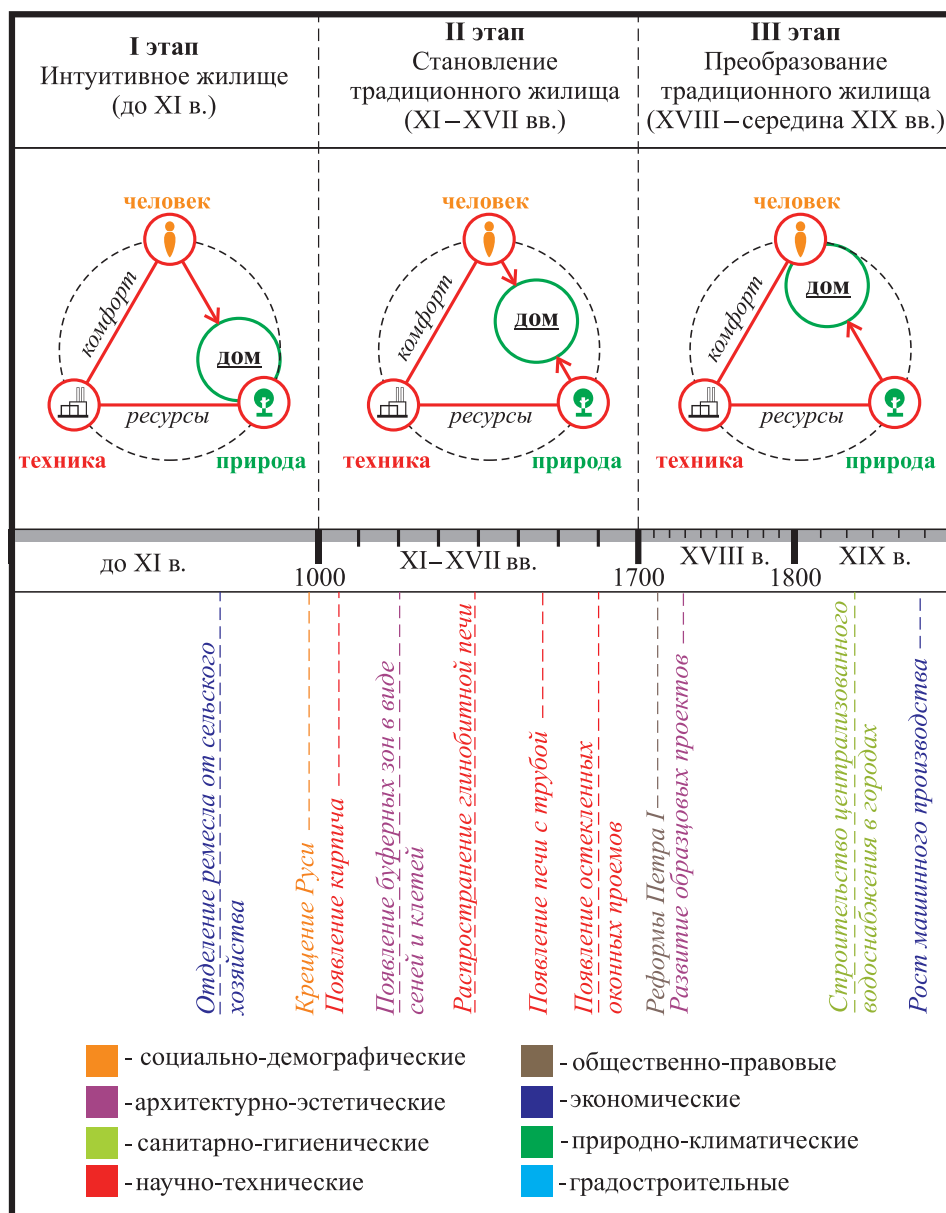 I этап
Интуитивное жилище
(до XI в.)
II этап
Становление
традиционного жилища
(XI–XVII вв.)
III этап
Преобразование
традиционного жилища
(XVIII–середина XIX вв.)
человек
комфорт
дом
ресурсы
техника
природа
человек
комфорт
дом
ресурсы
техника
природа
человек
комфорт
дом
ресурсы
техника
природа
до XI в.
XI–XVII вв.
XVIII в.
XIX в.
1000
1700
1800
Отделение ремесла от сельского
хозяйства
Крещение Руси
Появление кирпича
Появление буферных зон в виде
сеней и клетей
Распространение глинобитной печи
Появление печи с трубой
Появление остекленных
оконных проемов
Реформы Петра I
Развитие образцовых проектов
Строительство централизованного
водоснабжения в городах
Рост машинного производства
- социально-демографические
- архитектурно-эстетические
- санитарно-гигиенические
- научно-технические
- общественно-правовые
- экономические
- природно-климатические
- градостроительные